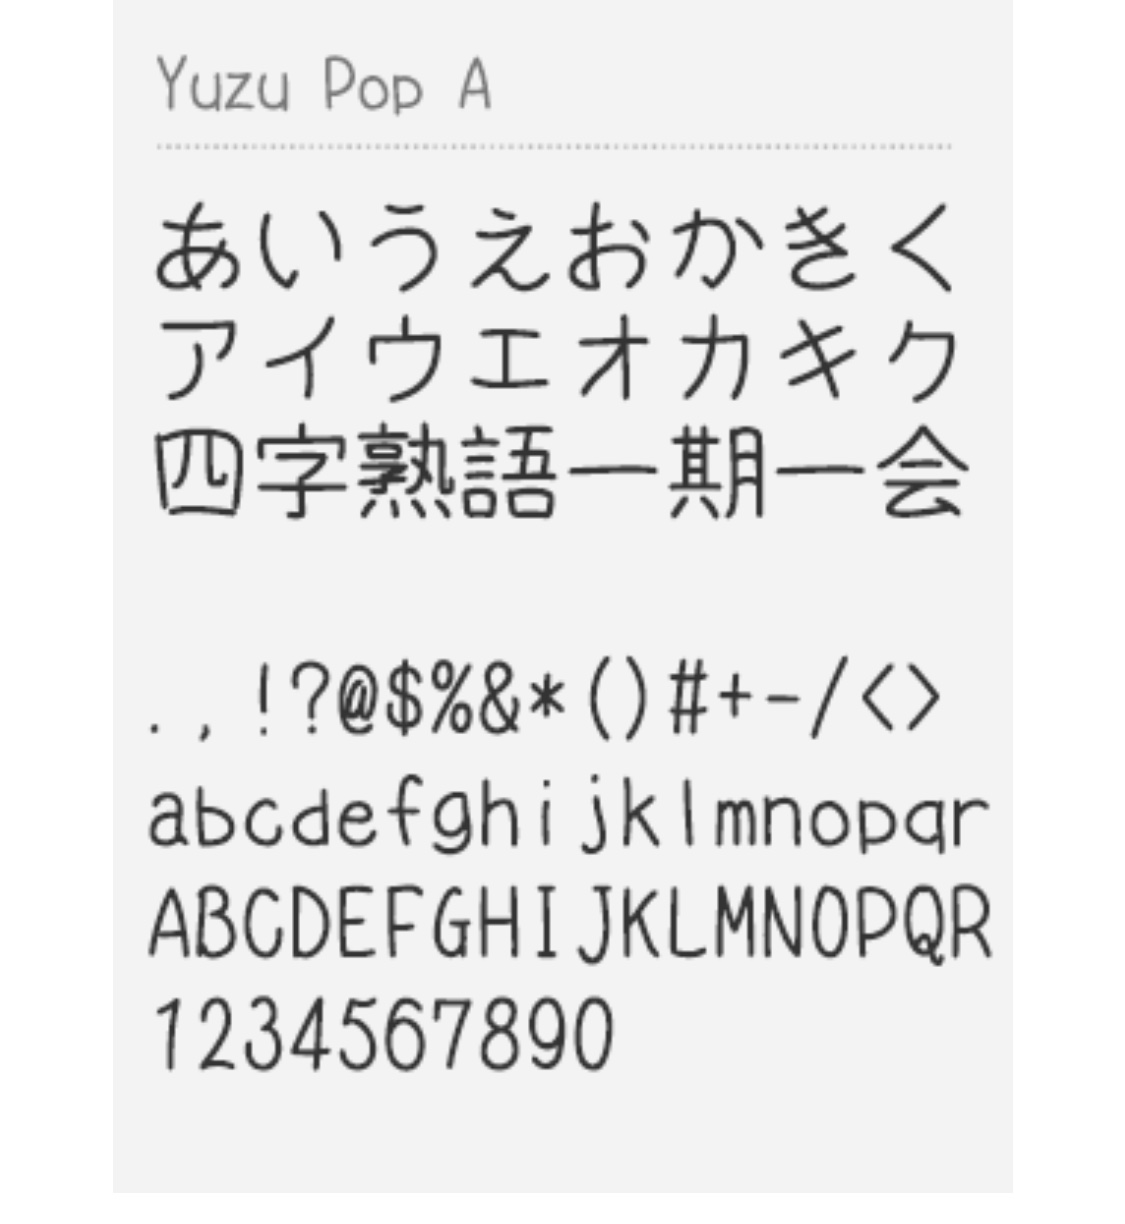 Yuzu Pop A
あいうえおかきく
アイウエオカキク
四字熟語一期一会
. , !?@$%&*()#+-/<>
abcdefghijklmnopqr
ABCDEFGHIJKLMNOPQR
1234567890